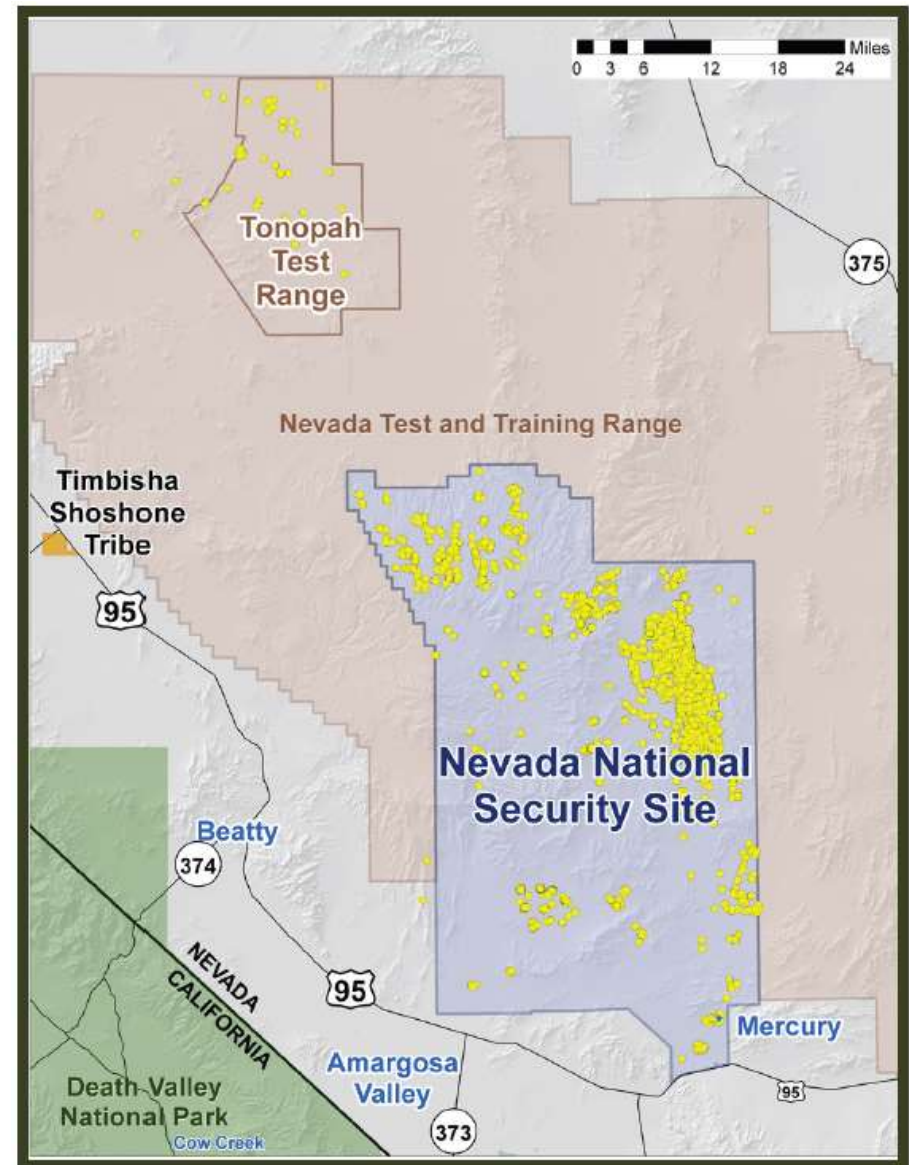 Miles
0 3 6 12 18 24
Tonopah
Test
Range
375
Nevada Test and Training Range
Timbisha
Shoshone
Tribe
95
Nevada National
Security Site
Beatty
374
NEVADA
CALIFORNIA
95
Mercury
Amargosa
Valley
95
Death Valley
National Park
Cow Creek
373